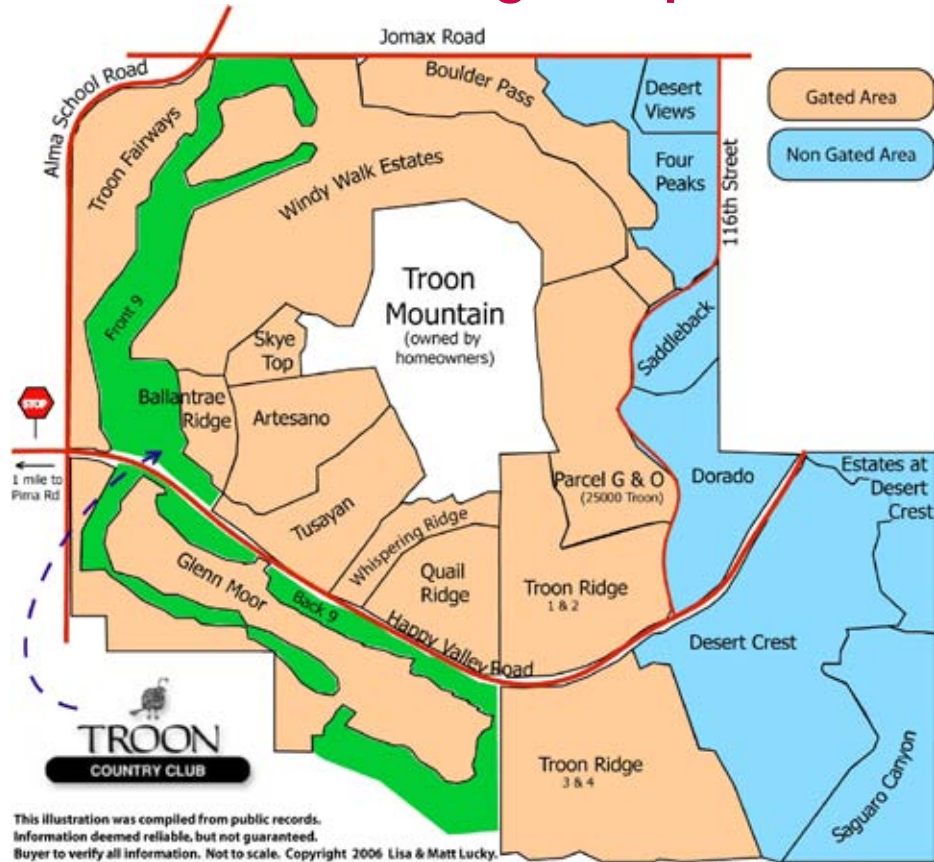 Jomax Road
Alma School Road
Troon Fairways
Boulder Pass
Desert
Views
Gated Area
Non Gated Area
Four
Peaks
116th Street
Windy Walk Estates
Troon
Mountain
(owned by
homeowners)
Front 9
Skye
Top
Saddleback
STOP
Ballantrae
Ridge
Artesano
1 mile to
Pima Rd
Parcel G & O
(25000 Troon)
Dorado
Estates at
Desert
Crest
Tusayan
Whispering Ridge
Quail
Ridge
Glenn Moor
Back 9
Happy Valley Road
Troon Ridge
1 & 2
Desert Crest
TROON
COUNTRY CLUB
Troon Ridge
3 & 4
Saguaro Canyon
This illustration was compiled from public records.
Information deemed reliable, but not guaranteed.
Buyer to verify all information. Not to scale. Copyright 2006 Lisa & Matt Lucky.